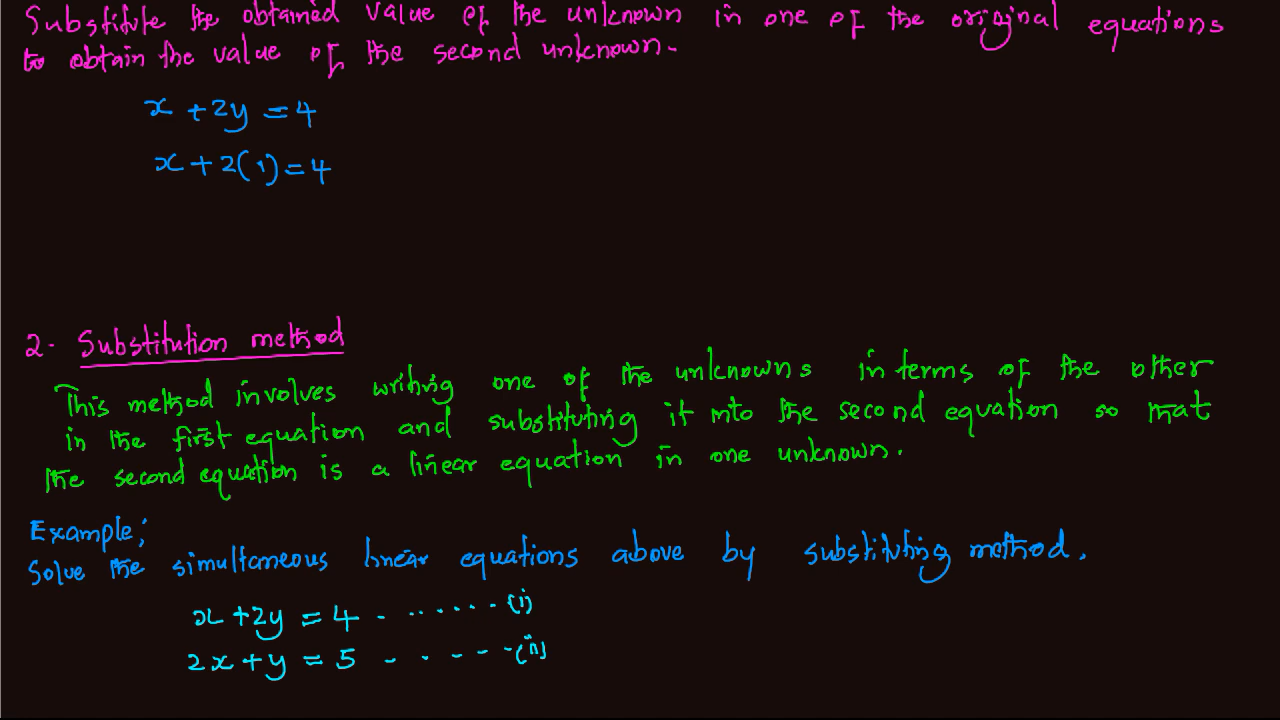 Substitute the obtained value of the unknown in one of the original equations
to obtain the value of the second unknown.
x + 2y = 4
x + 2(1) = 4
2. Substitution method
This method involves writing one of the unknowns in terms of the other
in the first equation and substituting it into the second equation so that
the second equation is a linear equation in one unknown.
Example;
Solve the simultaneous linear equations above by substituting method.
x + 2y = 4 - ...... (i)
2x + y = 5 - - - - - - (ii)